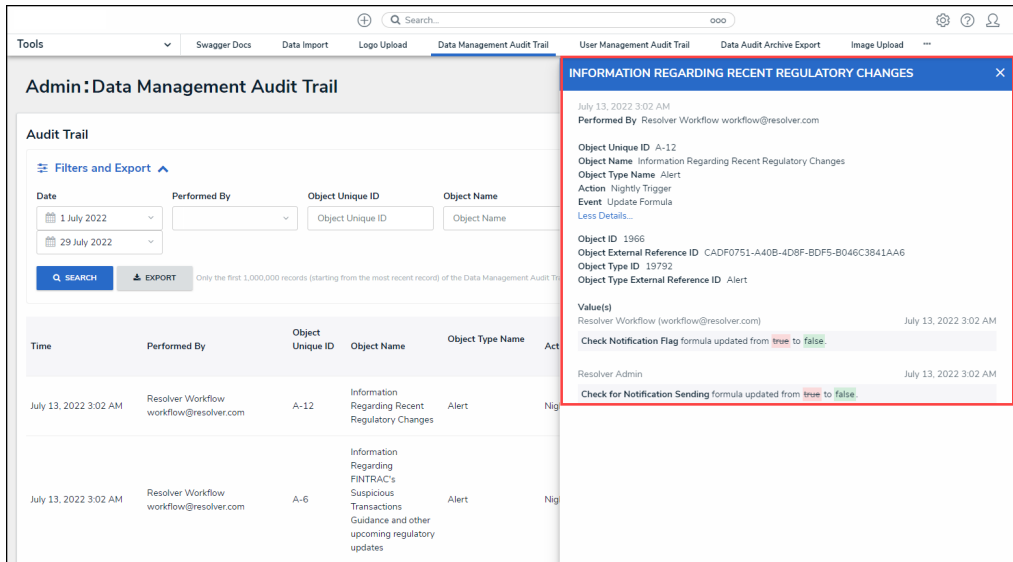 Search...
Tools
Swagger Docs
Data Import
Logo Upload
Data Management Audit Trail
User Management Audit Trail
Data Audit Archive Export
Image Upload
Admin:Data Management Audit Trail
Audit Trail
Filters and Export
Date
Performed By
Object Unique ID
Object Name
1 July 2022
Object Unique ID
Object Name
29 July 2022
SEARCH
EXPORT
Only the first 1,000,000 records (starting from the most recent record) of the Data Management Audit
Time
Performed By
Object
Unique ID
Object Name
Object Type Name
July 13, 2022 3:02 AM
Resolver Workflow
workflow@resolver.com
A-12
Information
Regarding Recent
Regulatory Changes
Alert
July 13, 2022 3:02 AM
Resolver Workflow
workflow@resolver.com
A-6
Information
Regarding
FINTRAC's
Suspicious
Transactions
Guidance and other
upcoming regulatory
updates
Alert
INFORMATION REGARDING RECENT REGULATORY CHANGES
July 13, 2022 3:02 AM
Performed By Resolver Workflow workflow@resolver.com
Object Unique ID A-12
Object Name Information Regarding Recent Regulatory Changes
Object Type Name Alert
Action Nightly Trigger
Event Update Formula
Less Details...
Object ID 1966
Object External Reference ID CADF0751-A40B-4D8F-BDF5-B046C3841AA6
Object Type ID 19792
Object Type External Reference ID Alert
Value(s)
Resolver Workflow (workflow@resolver.com) July 13, 2022 3:02 AM
Check Notification Flag formula updated from true to false.
Resolver Admin July 13, 2022 3:02 AM
Check for Notification Sending formula updated from true to false.